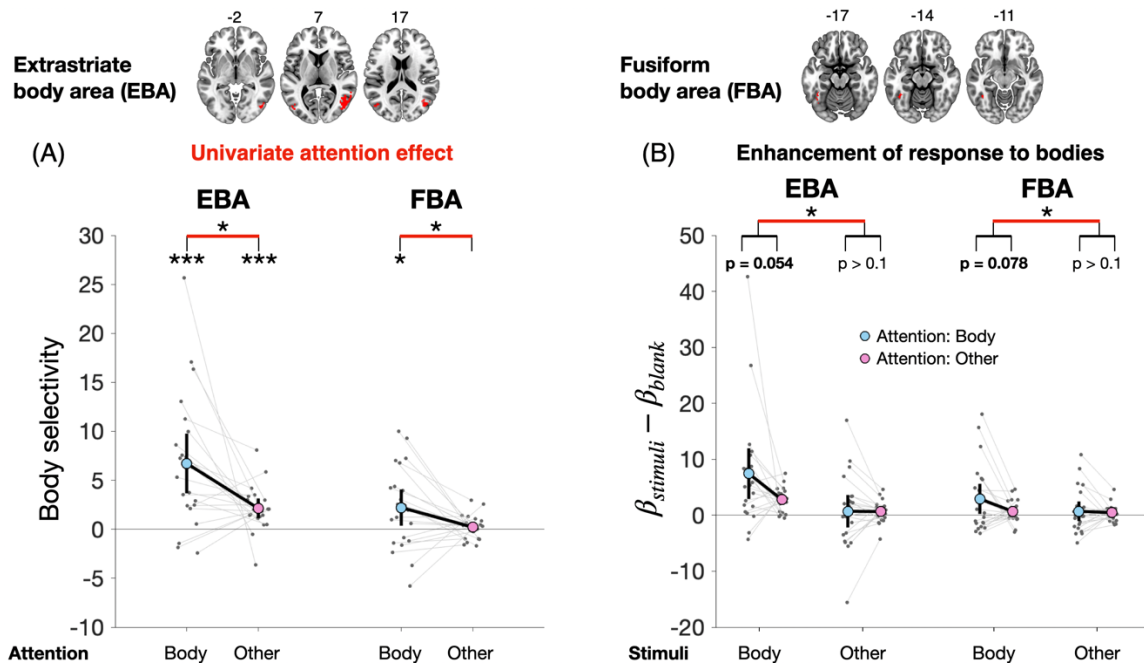 -2 7 17
Extrastriate
body area (EBA)
-17 -14 -11
Fusiform
body area (FBA)
(A) Univariate attention effect
EBA FBA
* *
*** *** *
30
25
20
15
10
5
0
-5
-10
Body selectivity
Attention Body Other Body Other
(B) Enhancement of response to bodies
EBA FBA
* *
p = 0.054 p > 0.1 p = 0.078 p > 0.1
Attention: Body
Attention: Other
50
40
30
20
10
0
-10
-20
βstimuli − βblank
Stimuli Body Other Body Other